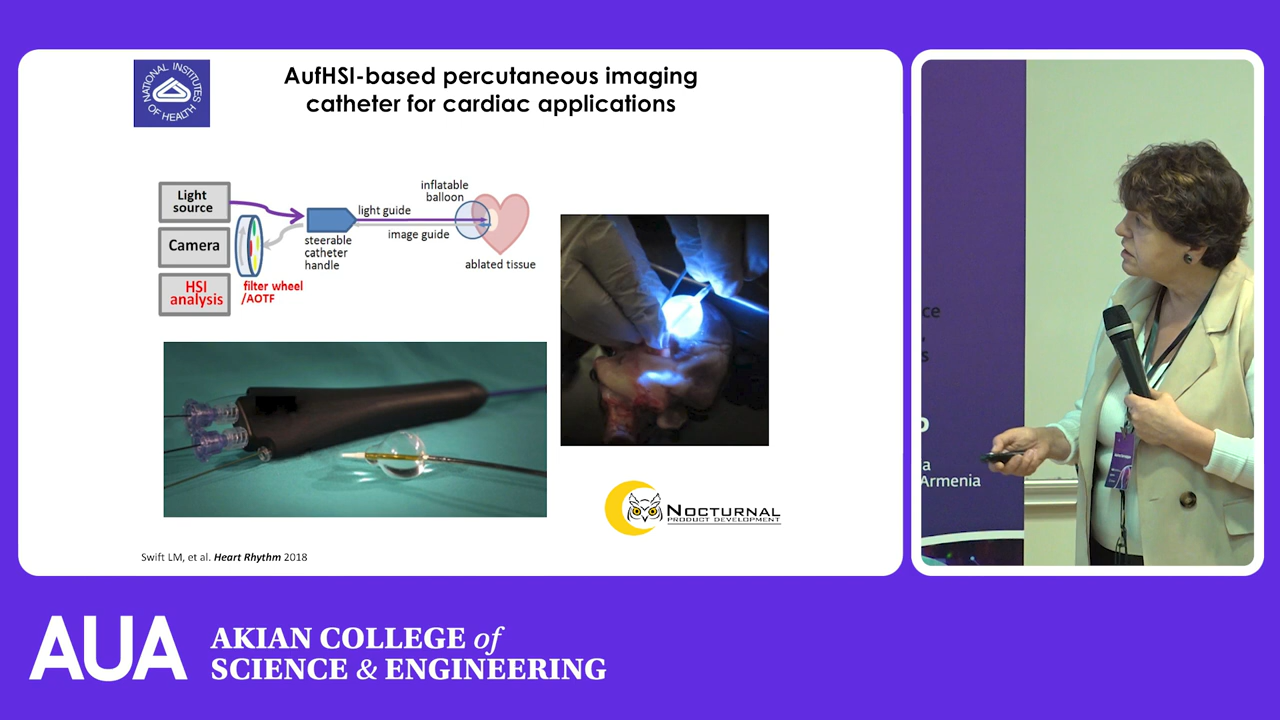 NATIONAL INSTITUTES
OF HEALTH
AufHSI-based percutaneous imaging
catheter for cardiac applications
Light
source
Camera
HSI
analysis
filter wheel
/AOTF
steerable
catheter
handle
light guide
image guide
inflatable
balloon
ablated tissue
NOCTURNAL
PRODUCT DEVELOPMENT
Swift LM, et al. Heart Rhythm 2018
ce
s
a
Armenia
AUA
AKIAN COLLEGE of
SCIENCE & ENGINEERING